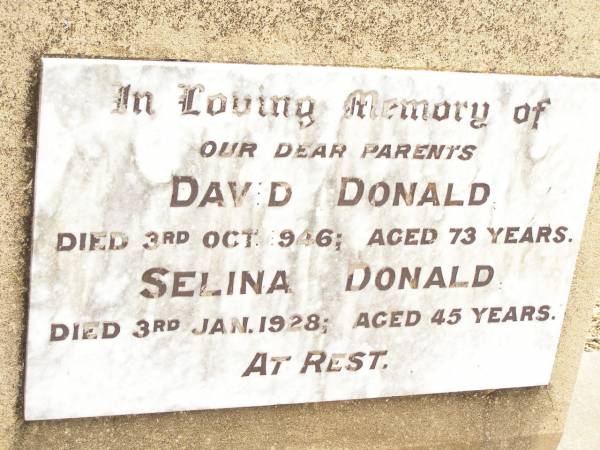 In Loving Memory of
OUR DEAR PARENTS
DAVID DONALD
DIED 3RD OCT. 1946; AGED 73 YEARS.
SELINA DONALD
DIED 3RD JAN. 1928; AGED 45 YEARS.
AT REST.